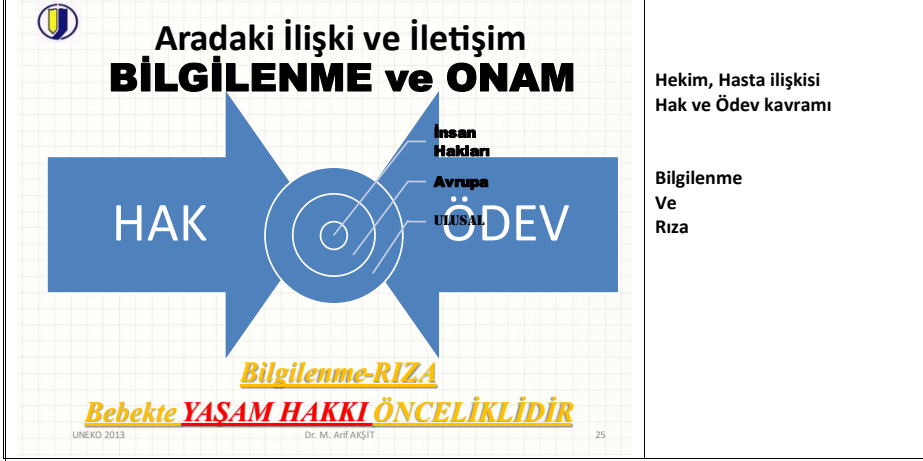 Aradaki İlişki ve İletişim
BİLGİLENME ve ONAM
HAK
İnsan
Hakları
Avrupa
ULUSAL
ÖDEV
Bilgilenme-RIZA
Bebekte YAŞAM HAKKI ÖNCELİKLİDİR
UNEKO 2013 Dr. M. Arif AKŞİT 25
Hekim, Hasta ilişkisi
Hak ve Ödev kavramı
Bilgilenme
Ve
Rıza